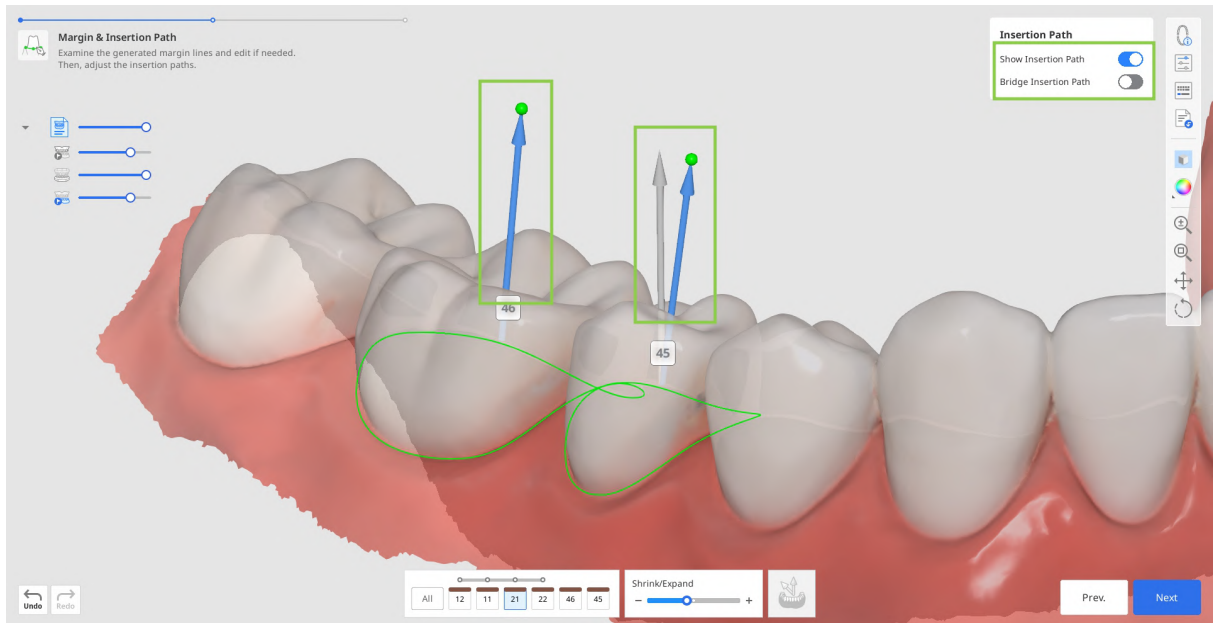 Margin & Insertion Path
Examine the generated margin lines and edit if needed.
Then, adjust the insertion paths.
Insertion Path
Show Insertion Path
Bridge Insertion Path
46
45
Undo
Redo
All
12
11
21
22
46
45
Shrink/Expand
− +
Prev.
Next